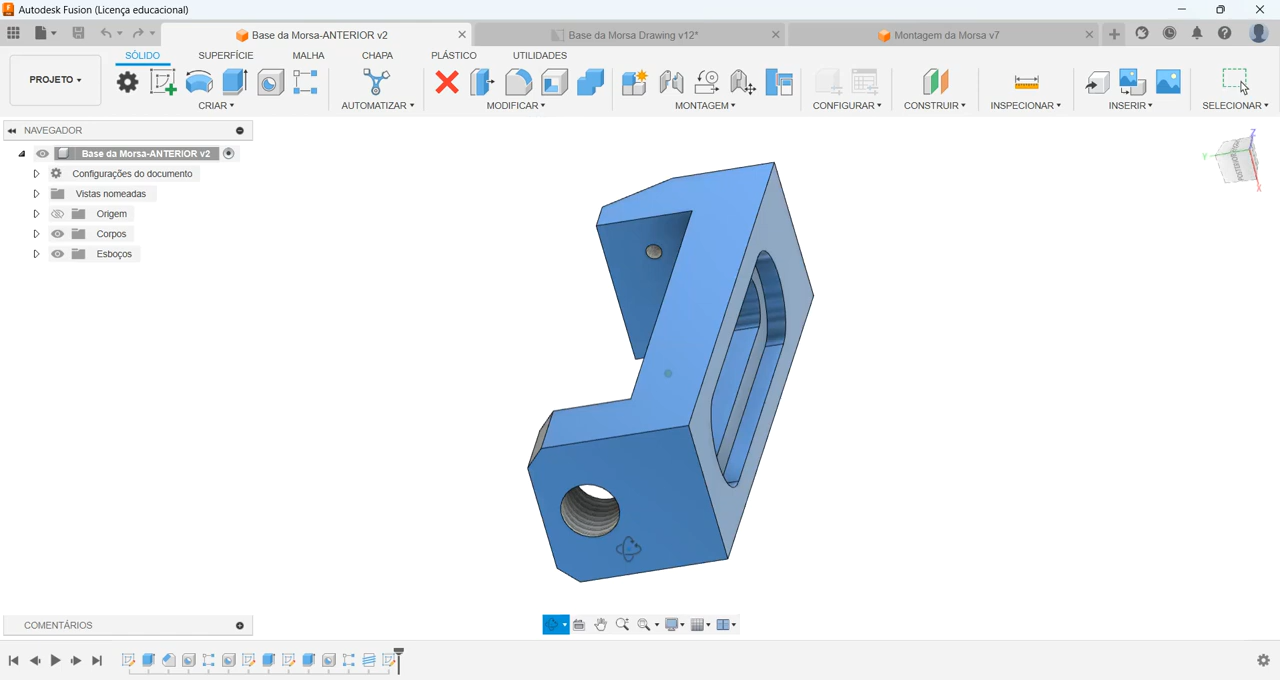 Autodesk Fusion (Licença educacional)
Base da Morsa-ANTERIOR v2
Base da Morsa Drawing v12*
Montagem da Morsa v7
SÓLIDO
SUPERFÍCIE
MALHA
CHAPA
PLÁSTICO
UTILIDADES
PROJETO
CRIAR
AUTOMATIZAR
MODIFICAR
MONTAGEM
CONFIGURAR
CONSTRUIR
INSPECIONAR
INSERIR
SELECIONAR
NAVEGADOR
Base da Morsa-ANTERIOR v2
Configurações do documento
Vistas nomeadas
Origem
Corpos
Esboços
Z
Y
X
COMENTÁRIOS